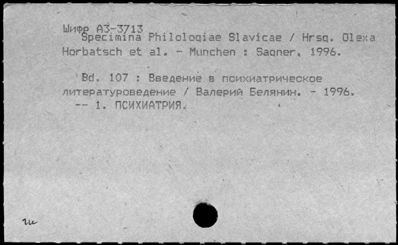 Шифр А3-3713
Specimina Philologiae Slavicae / Hrsg. Olexa
Horbatsch et al. - Munchen : Sagner, 1996.
Bd. 107 : Введение в психиатрическое
литературоведение / Валерий Белянин. - 1996.
-- 1. ПСИХИАТРИЯ.